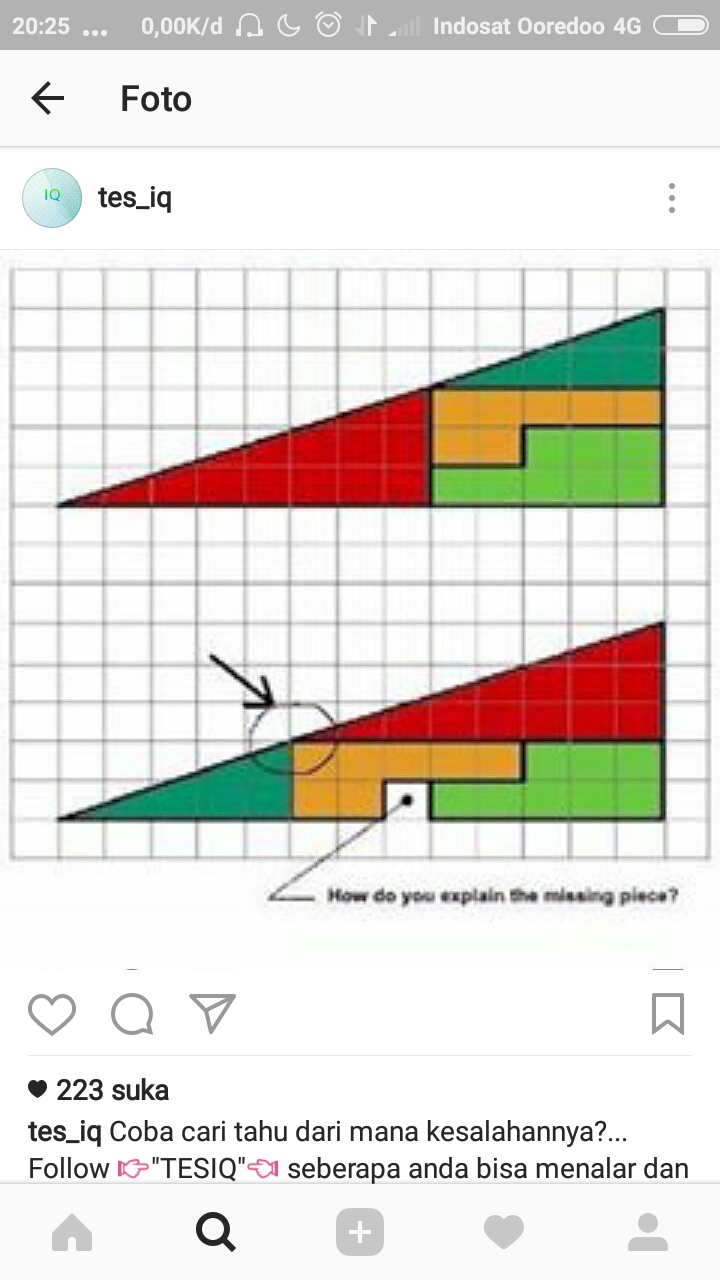 20:25 ... 0,00K/d Indosat Ooredoo 4G
Foto
IQ
tes_iq
How do you explain the missing piece?
223 suka
tes_iq Coba cari tahu dari mana kesalahannya?...
Follow 👉"TESIQ"👈 seberapa anda bisa menalar dan